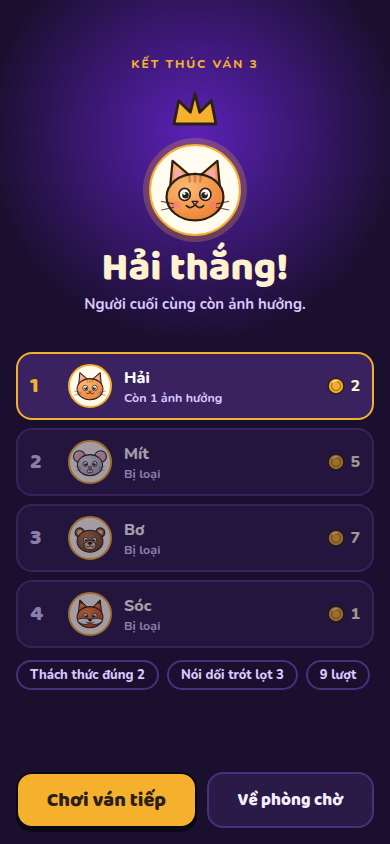 KẾT THÚC VÁN 3
Hải thắng!
Người cuối cùng còn ảnh hưởng.
1 Hải 2
Còn 1 ảnh hưởng
2 Mít 5
Bị loại
3 Bơ 7
Bị loại
4 Sóc 1
Bị loại
Thách thức đúng 2 Nói dối trót lọt 3 9 lượt
Chơi ván tiếp Về phòng chờ